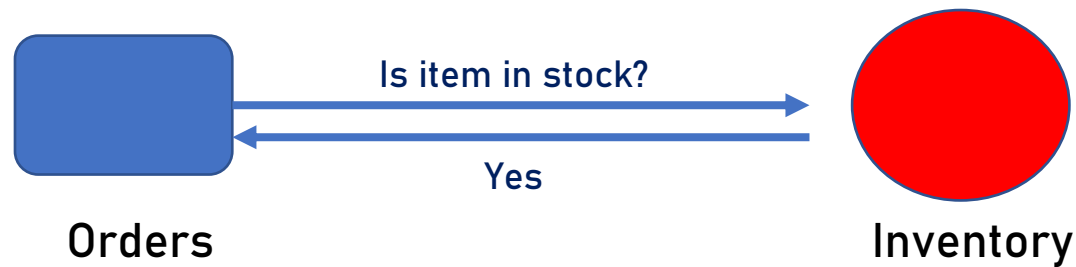 Is item in stock?
Yes
Orders
Inventory